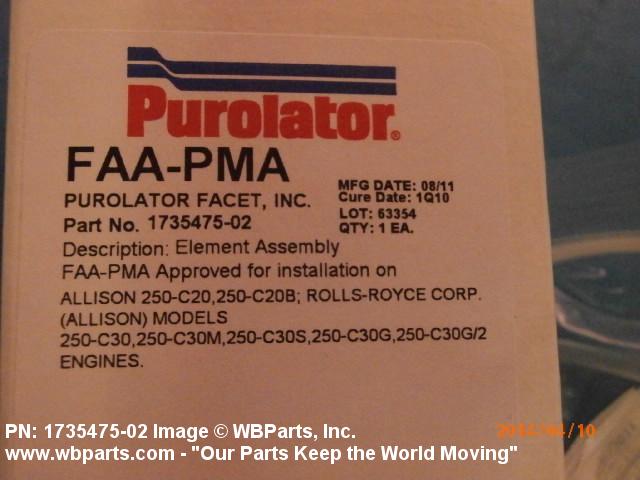 Purolator®
FAA-PMA
PUROLATOR FACET, INC.
MFG DATE: 08/11
Cure Date: 1Q10
Part No. 1735475-02
LOT: 63354
QTY: 1 EA.
Description: Element Assembly
FAA-PMA Approved for installation on
ALLISON 250-C20,250-C20B; ROLLS-ROYCE CORP.
(ALLISON) MODELS
250-C30,250-C30M,250-C30S,250-C30G,250-C30G/2
ENGINES.
PN: 1735475-02 Image © WBParts, Inc.
www.wbparts.com - "Our Parts Keep the World Moving"